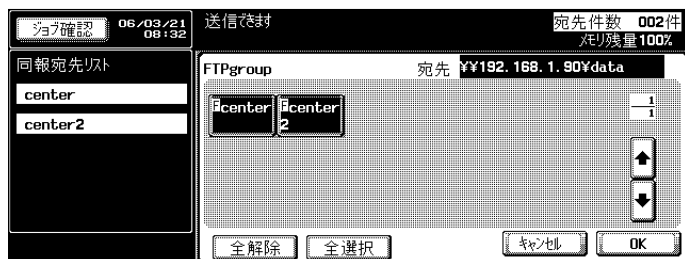 ジョブ確認
06/03/21
08:32
送信できます
宛先件数 002件
メモリ残量100%
同報宛先リスト
center
center2
FTPgroup
宛先 ¥¥192.168.1.90¥data
Fcenter
Fcenter
2
1
1
全解除
全選択
キャンセル
OK